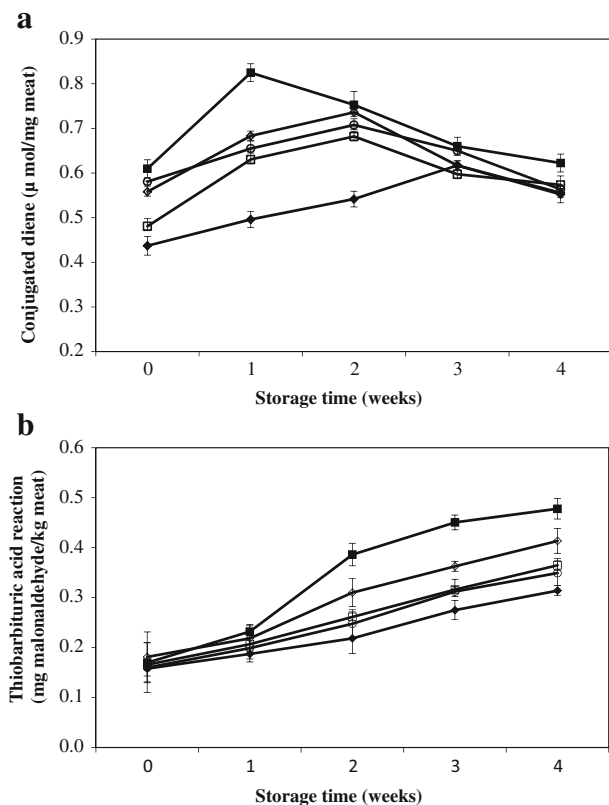 a
Conjugated diene (µ mol/mg meat)
0.9
0.8
0.7
0.6
0.5
0.4
0.3
0.2
0 1 2 3 4
Storage time (weeks)
b
Thiobarbituric acid reaction
(mg malonaldehyde/kg meat)
0.6
0.5
0.4
0.3
0.2
0.1
0.0
0 1 2 3 4
Storage time (weeks)